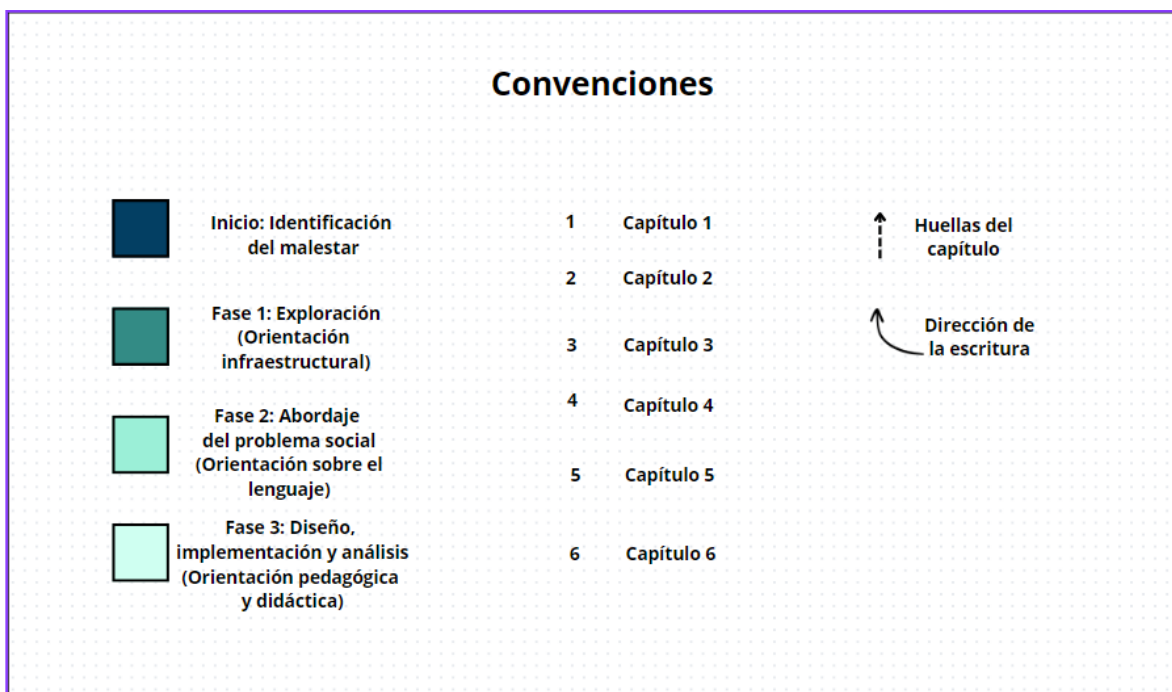 Convenciones
Inicio: Identificación
del malestar
Fase 1: Exploración
(Orientación
infraestructural)
Fase 2: Abordaje
del problema social
(Orientación sobre el
lenguaje)
Fase 3: Diseño,
implementación y análisis
(Orientación pedagógica
y didáctica)
1 Capítulo 1
2 Capítulo 2
3 Capítulo 3
4 Capítulo 4
5 Capítulo 5
6 Capítulo 6
Huellas del
capítulo
Dirección de
la escritura